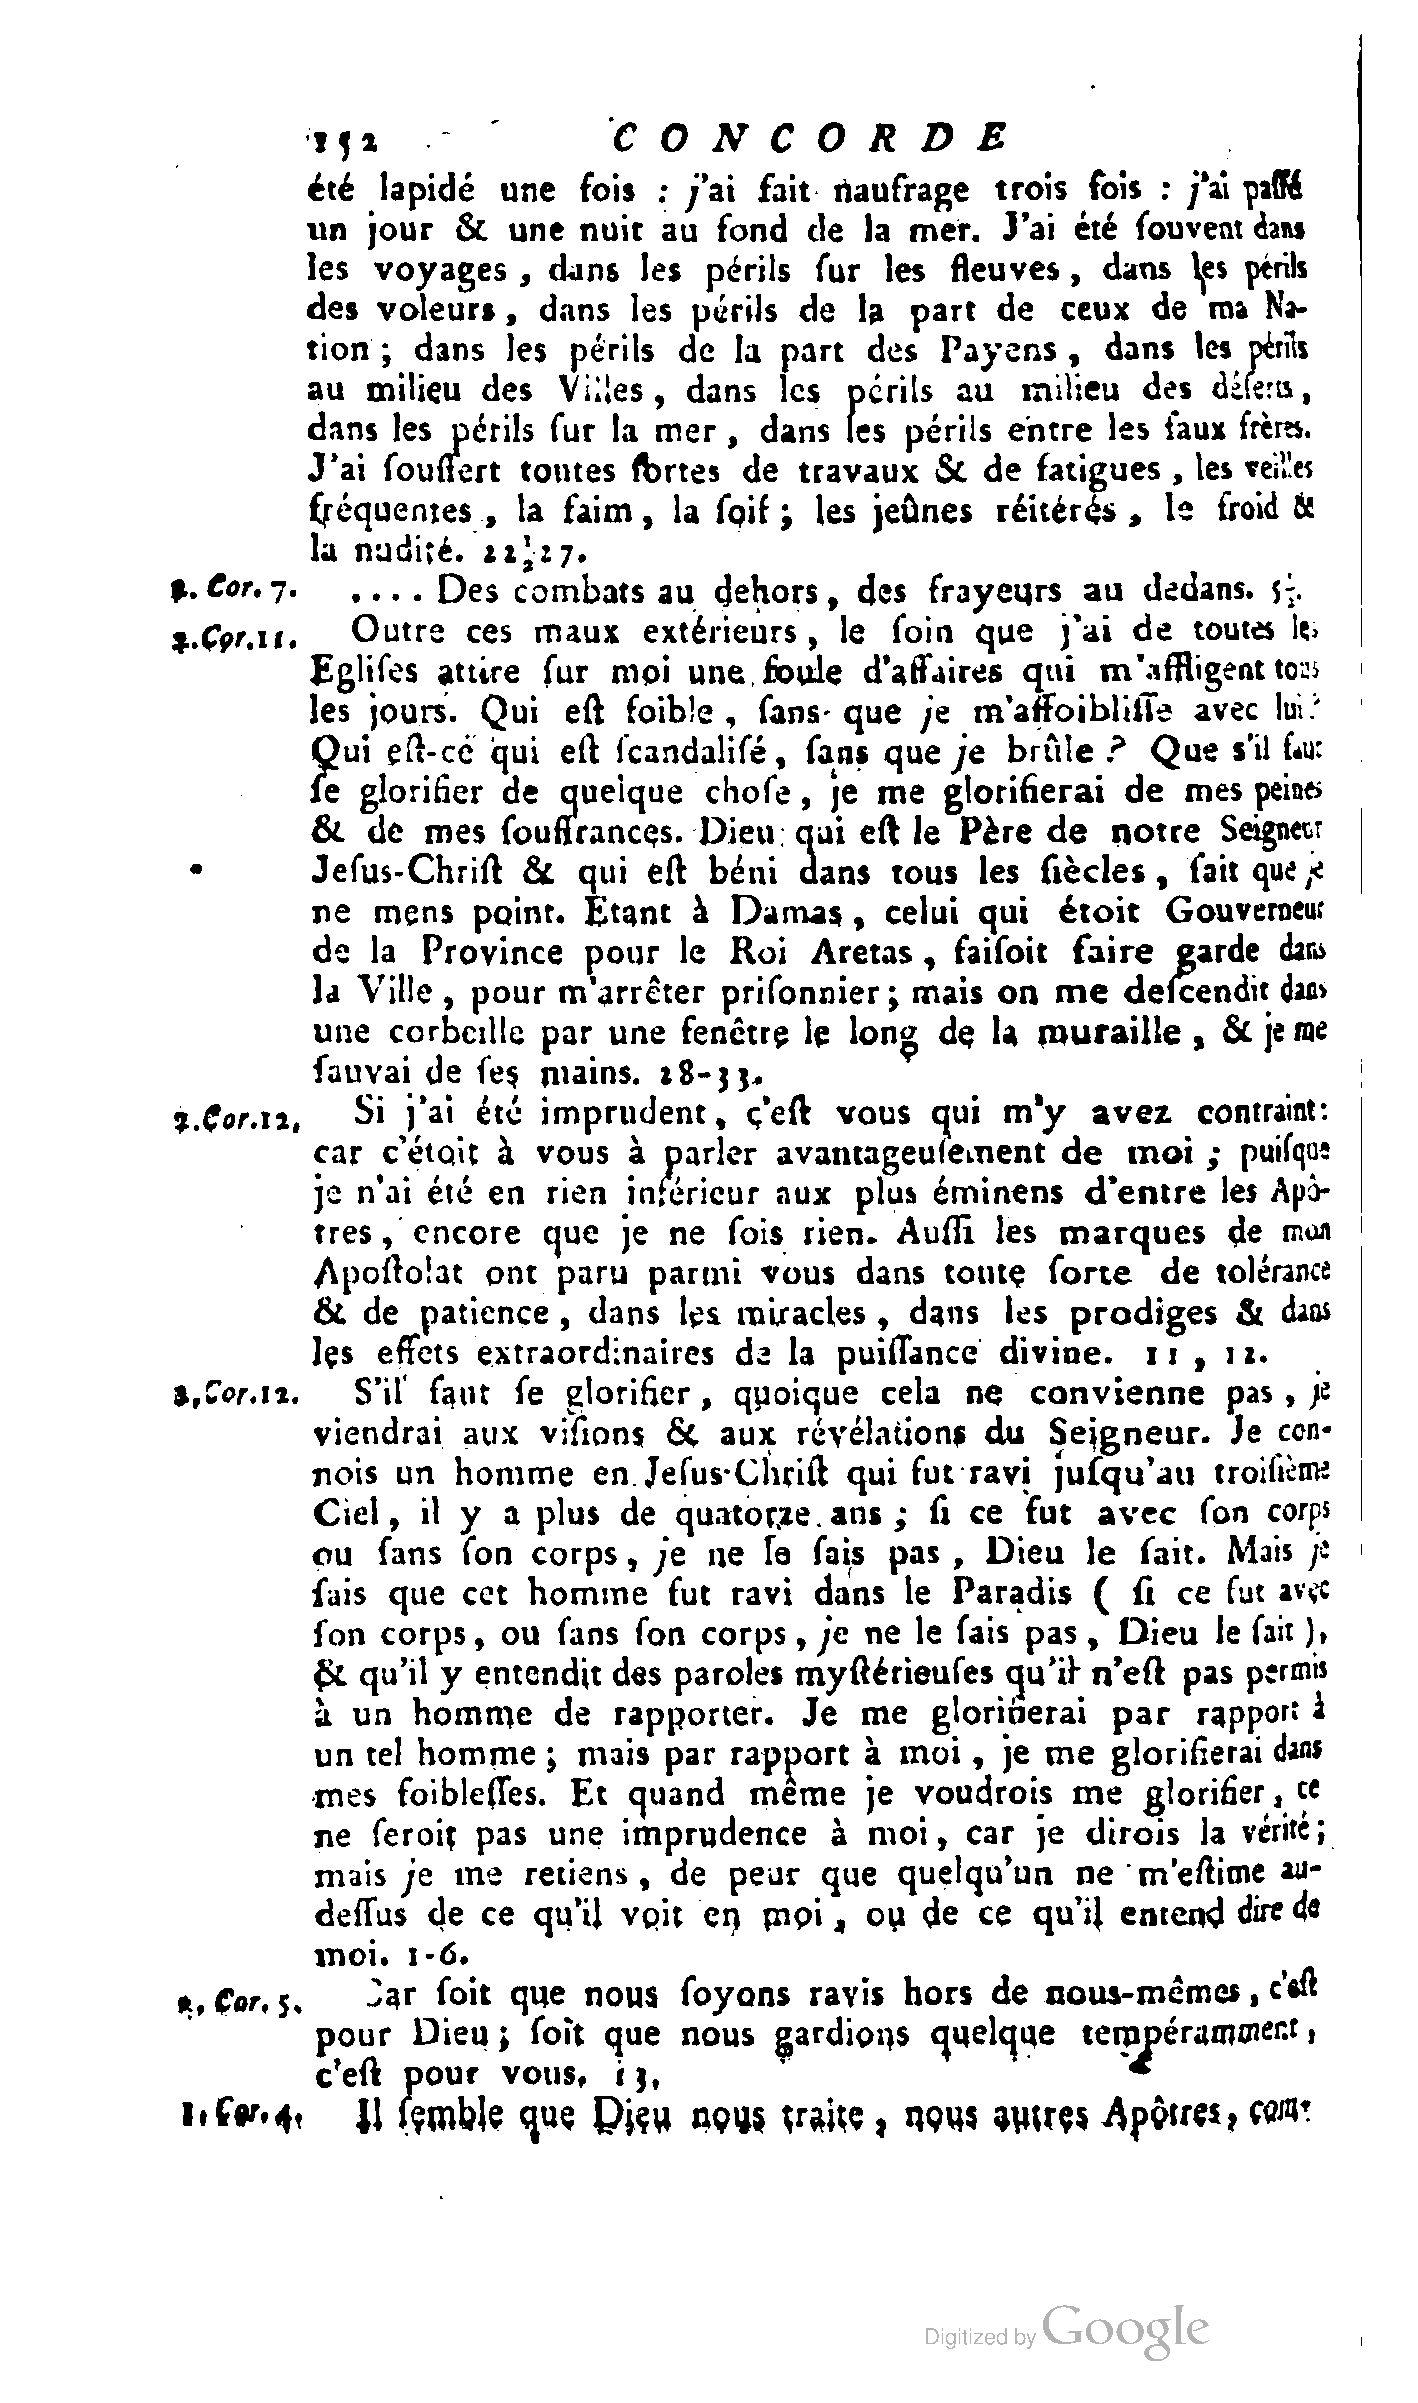 152 CONCORDE
été lapidé une fois : j'ai fait naufrage trois fois : j'ai paſſé
un jour & une nuit au fond de la mer. J'ai été ſouvent dans
les voyages, dans les périls ſur les fleuves, dans les périls
des voleurs, dans les périls de la part de ceux de ma Na-
tion ; dans les périls de la part des Payens, dans les périls
au milieu des Villes, dans les périls au milieu des déſerts,
dans les périls ſur la mer, dans les périls entre les faux frères.
J'ai ſouffert toutes ſortes de travaux & de fatigues, les veilles
fréquentes, la faim, la ſoif ; les jeûnes réitérés, le froid &
la nudité.
2. Cor. 7. .... Des combats au dehors, des frayeurs au dedans. 5.
2. Cor. 11. Outre ces maux extérieurs, le ſoin que j'ai de toutes les
Egliſes attire ſur moi une foule d'affaires qui m'affligent tous
les jours. Qui eſt foible, ſans que je m'affoibliſſe avec lui ?
Qui eſt-ce qui eſt ſcandaliſé, ſans que je brûle ? Que s'il faut
ſe glorifier de quelque choſe, je me glorifierai de mes peines
& de mes ſouffrances. Dieu qui eſt le Père de notre Seigneur
Jeſus-Chriſt & qui eſt béni dans tous les ſiècles, fait que je
ne mens point. Etant à Damas, celui qui étoit Gouverneur
de la Province pour le Roi Aretas, faiſoit faire garde dans
la Ville, pour m'arrêter priſonnier ; mais on me deſcendit dans
une corbeille par une fenêtre le long de la muraille, & je me
ſauvai de ſes mains. 28-33.
2. Cor. 12. Si j'ai été imprudent, c'eſt vous qui m'y avez contraint :
car c'étoit à vous à parler avantageuſement de moi ; puiſque
je n'ai été en rien inférieur aux plus éminens d'entre les Apô-
tres, encore que je ne ſois rien. Auſſi les marques de mon
Apoſtolat ont paru parmi vous dans toute ſorte de tolérance
& de patience, dans les miracles, dans les prodiges & dans
les effets extraordinaires de la puiſſance divine. 11, 12.
2. Cor. 12. S'il faut ſe glorifier, quoique cela ne convienne pas, je
viendrai aux viſions & aux révélations du Seigneur. Je con-
nois un homme en Jeſus-Chriſt qui fut ravi juſqu'au troiſième
Ciel, il y a plus de quatorze ans ; ſi ce fut avec ſon corps
ou ſans ſon corps, je ne le ſais pas, Dieu le ſait. Mais je
ſais que cet homme fut ravi dans le Paradis ( ſi ce fut avec
ſon corps, ou ſans ſon corps, je ne le ſais pas, Dieu le ſait ),
& qu'il y entendit des paroles myſtérieuſes qu'il n'eſt pas permis
à un homme de rapporter. Je me glorifierai par rapport à
un tel homme ; mais par rapport à moi, je me glorifierai dans
mes foibleſſes. Et quand même je voudrois me glorifier, ce
ne ſeroit pas une imprudence à moi, car je dirois la vérité ;
mais je me retiens, de peur que quelqu'un ne m'eſtime au-
deſſus de ce qu'il voit en moi, ou de ce qu'il entend dire de
moi. 1-6.
2. Cor. 5. Car ſoit que nous ſoyons ravis hors de nous-mêmes, c'eſt
pour Dieu ; ſoit que nous gardions quelque tempéramment,
c'eſt pour vous. 13.
1. Cor. 4. Il ſemble que Dieu nous traite, nous autres Apôtres, com-
Digitized by Google